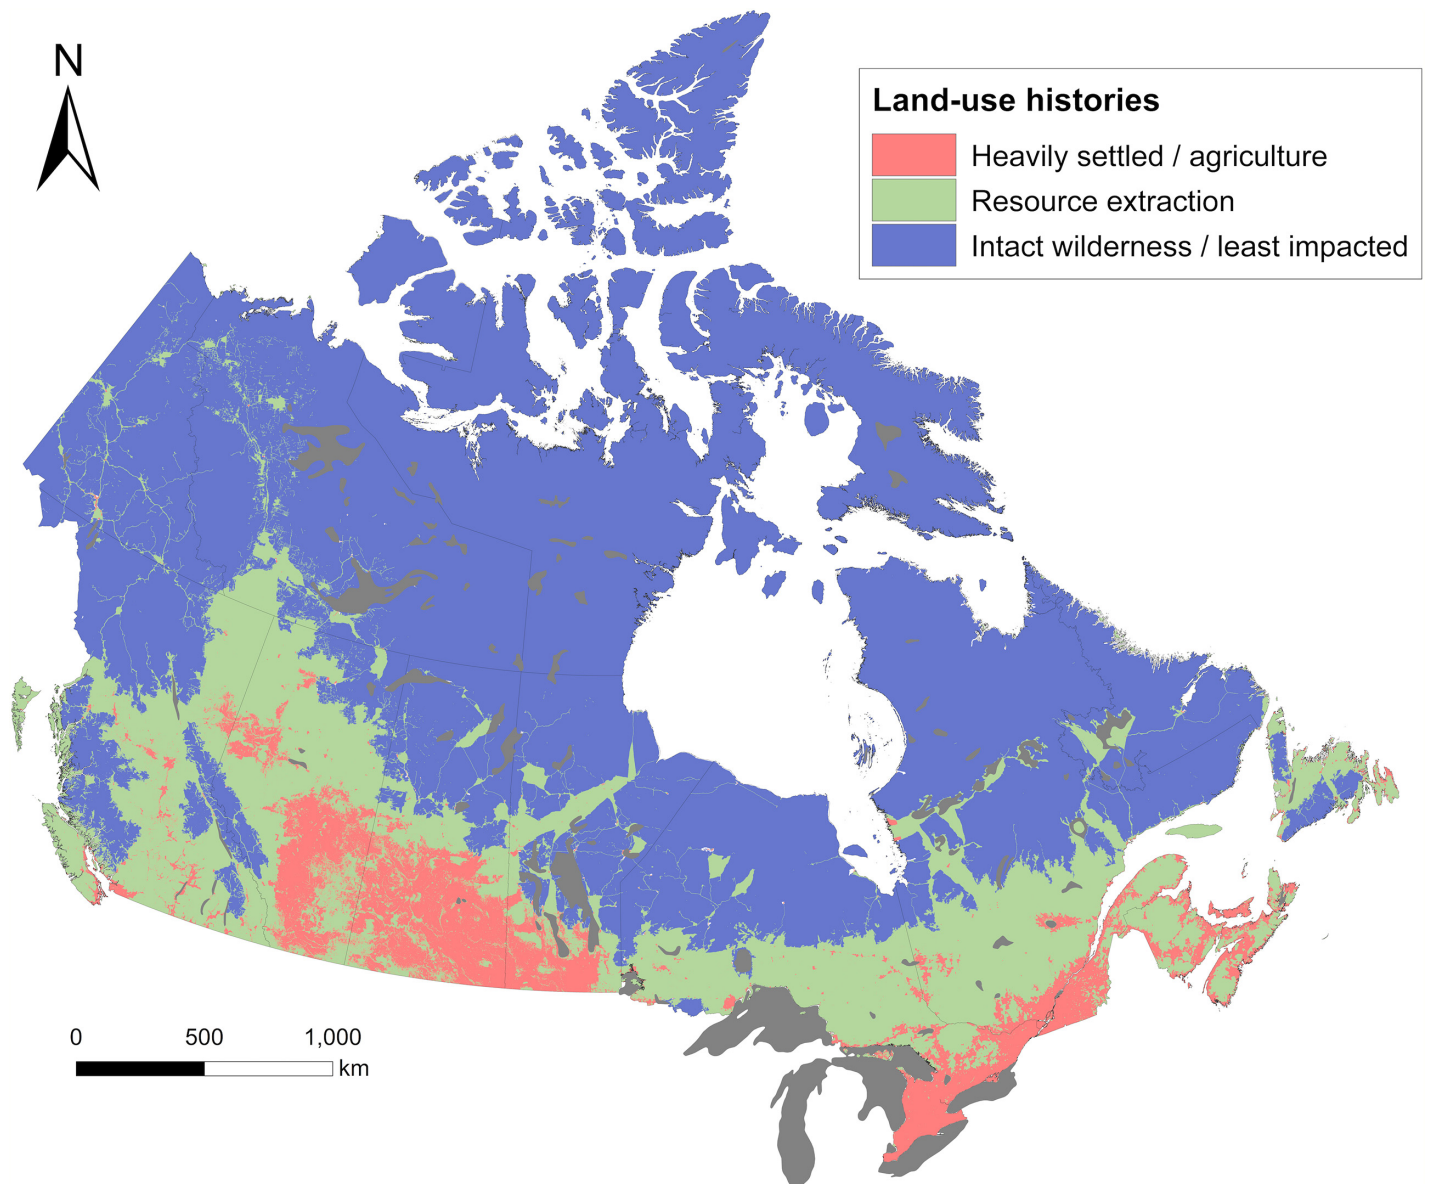 N
Land-use histories
Heavily settled / agriculture
Resource extraction
Intact wilderness / least impacted
0 500 1,000
km